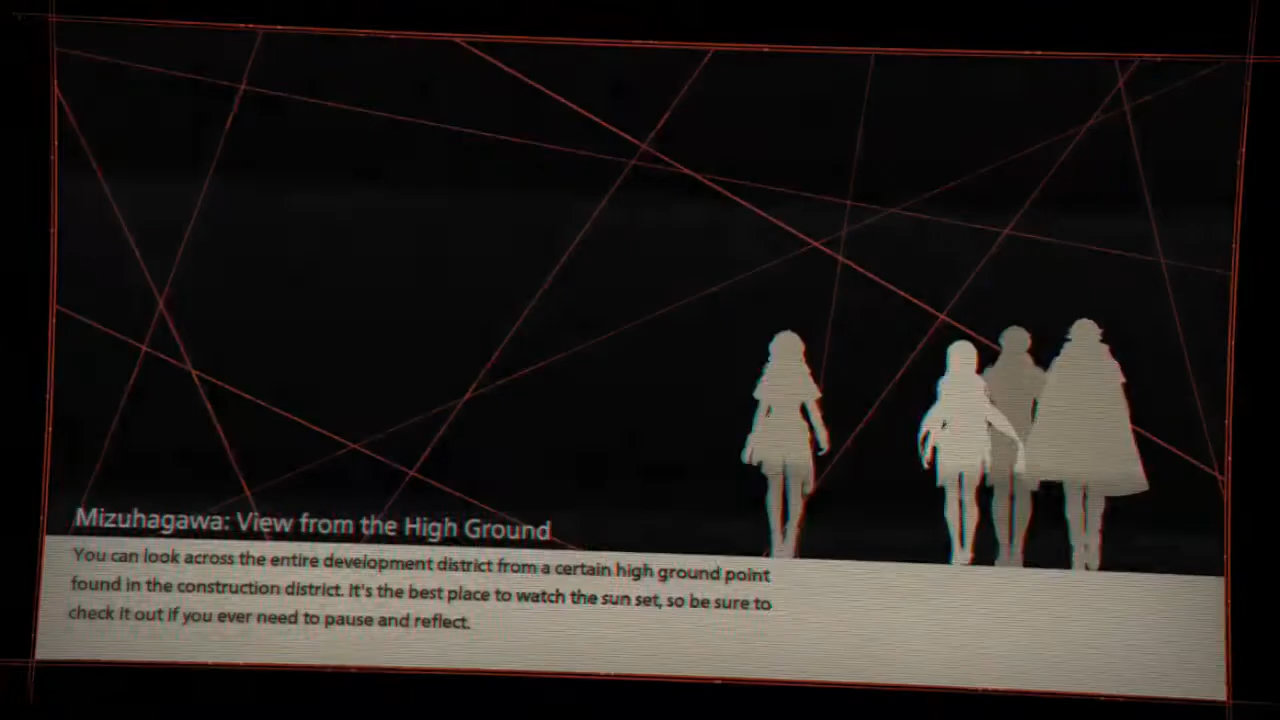 Mizuhagawa: View from the High Ground
You can look across the entire development district from a certain high ground point
found in the construction district. It's the best place to watch the sun set, so be sure to
check it out if you ever need to pause and reflect.